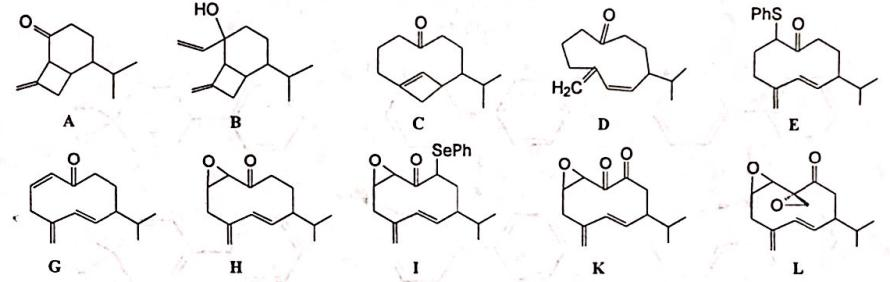 O HO O O PhS O
H₂C
A B C D E
O O O O O SePh O O O O O O
G H I K L